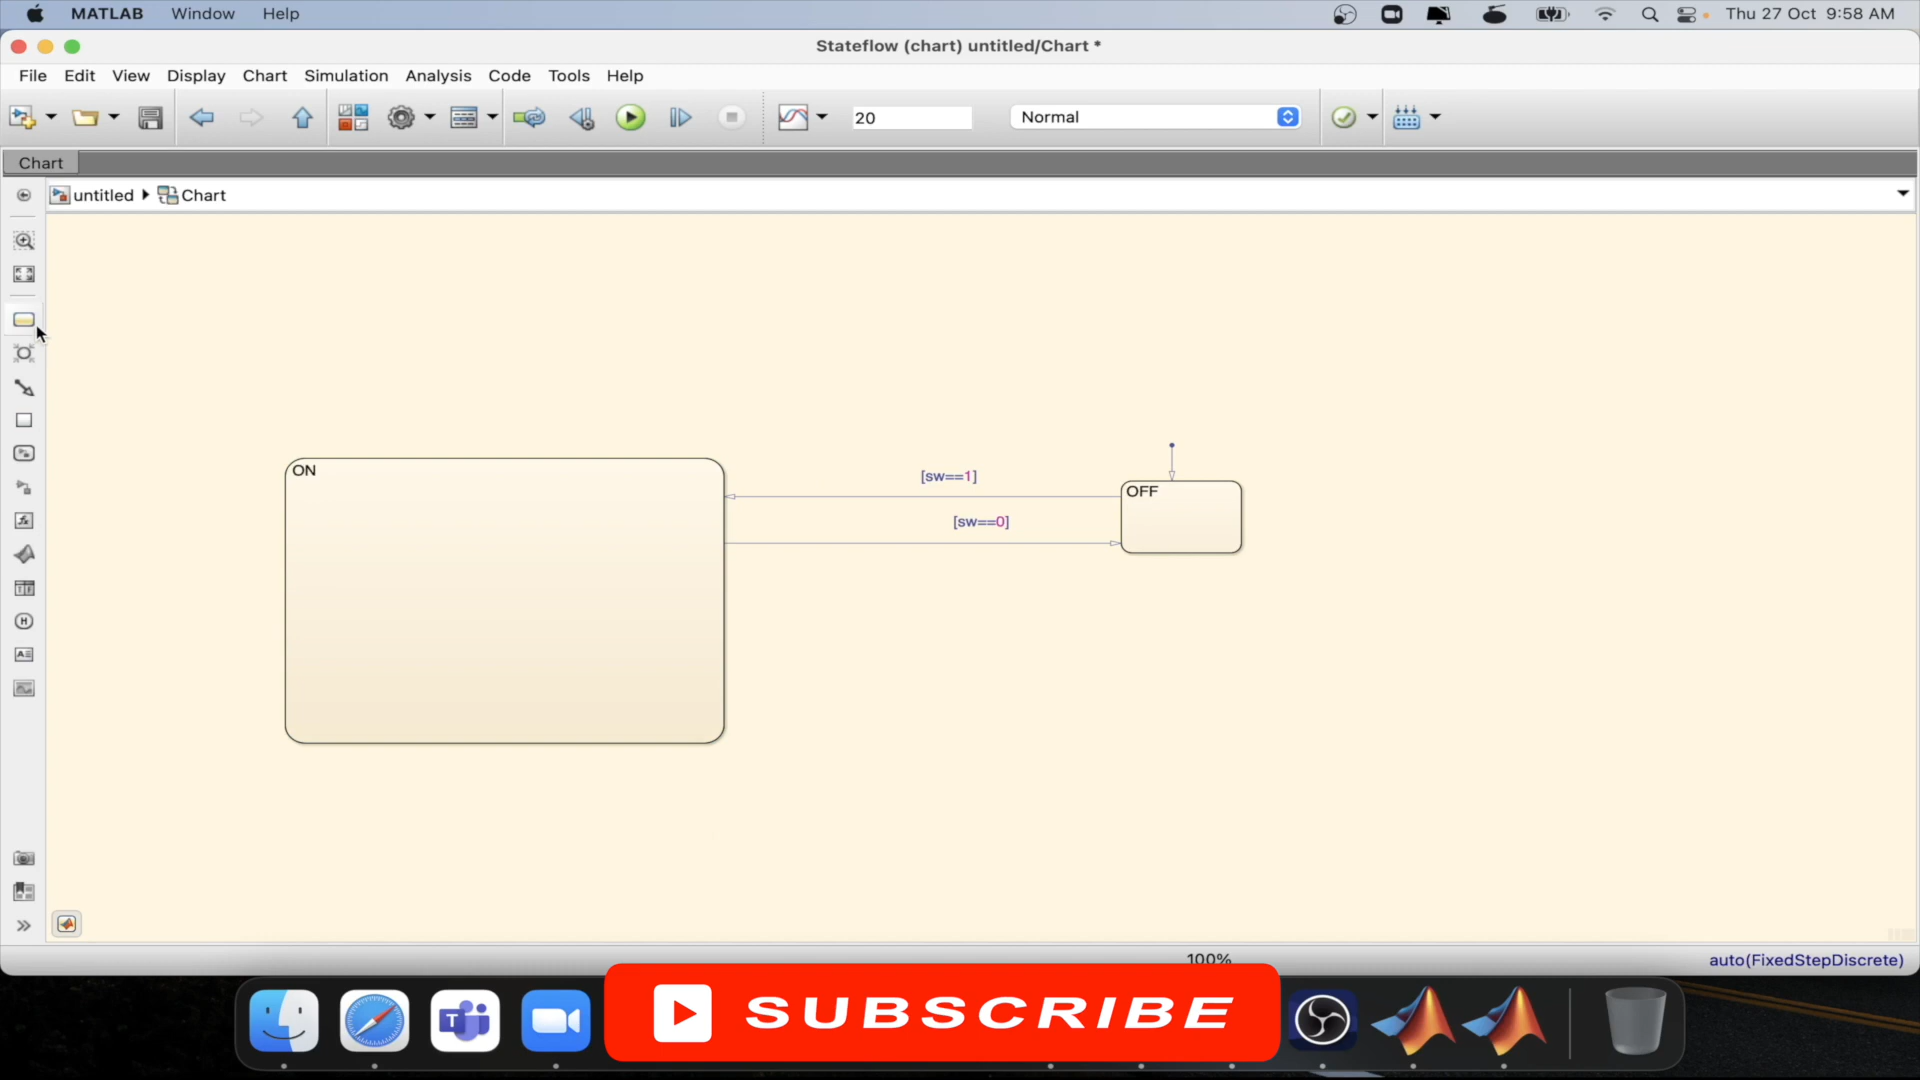 MATLAB Window Help Thu 27 Oct 9:58 AM
Stateflow (chart) untitled/Chart *
File Edit View Display Chart Simulation Analysis Code Tools Help
20 Normal
Chart
untitled Chart
ON
[sw==1]
OFF
[sw==0]
100%
auto(FixedStepDiscrete)
SUBSCRIBE